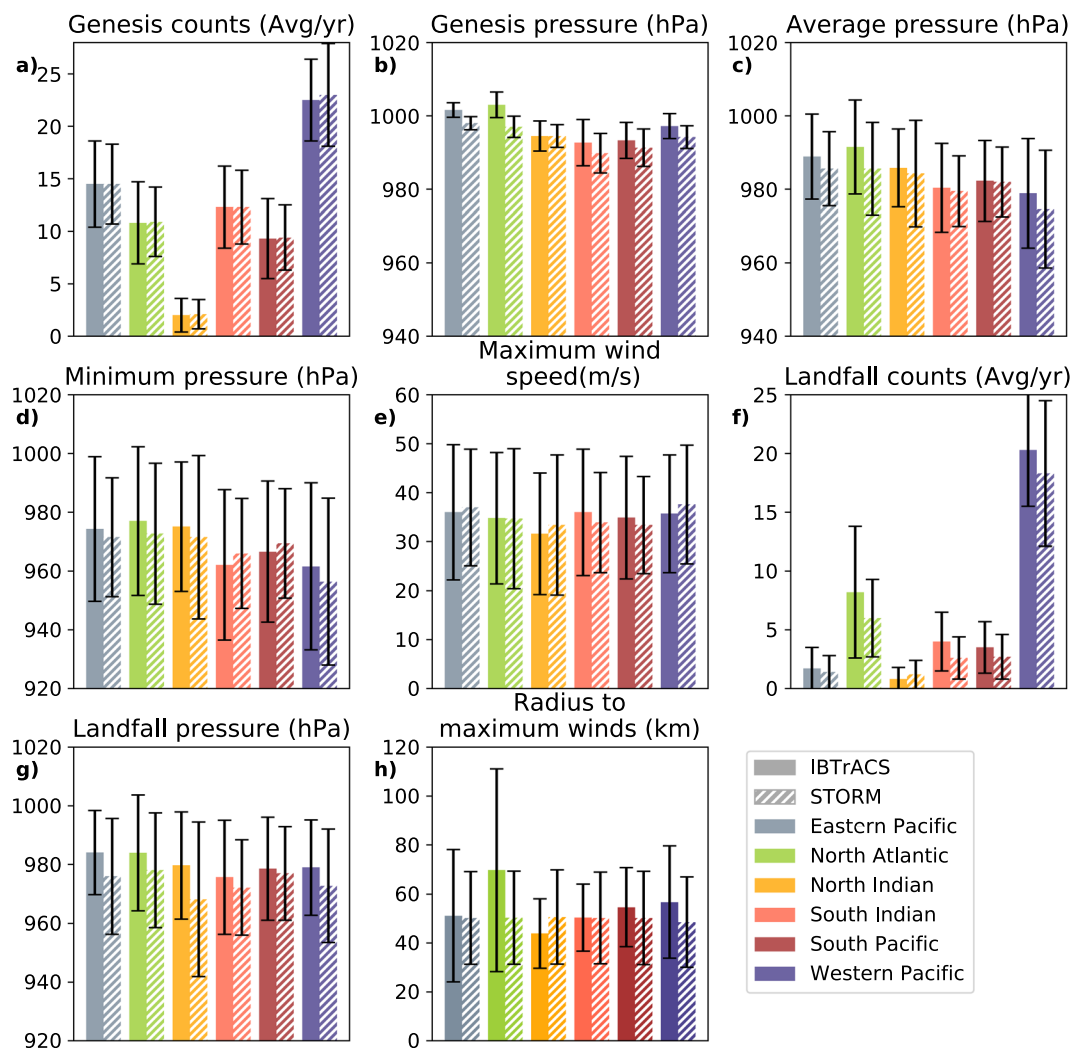 Genesis counts (Avg/yr)
a)
25
20
15
10
5
0
Genesis pressure (hPa)
b)
1020
1000
980
960
940
Average pressure (hPa)
c)
1020
1000
980
960
940
Minimum pressure (hPa)
d)
1020
1000
980
960
940
920
Maximum wind
speed(m/s)
e)
60
50
40
30
20
10
0
Landfall counts (Avg/yr)
f)
25
20
15
10
5
0
Landfall pressure (hPa)
g)
1020
1000
980
960
940
920
Radius to
maximum winds (km)
h)
120
100
80
60
40
20
0
IBTrACS
STORM
Eastern Pacific
North Atlantic
North Indian
South Indian
South Pacific
Western Pacific